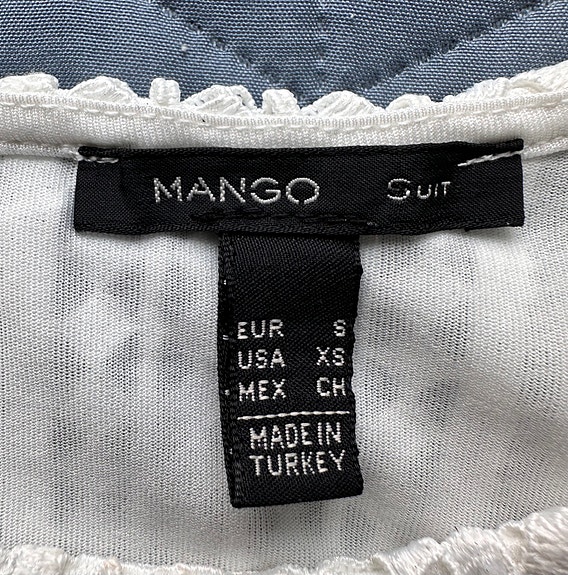 MANGO SUIT
EUR S
USA XS
MEX CH
MADE IN
TURKEY